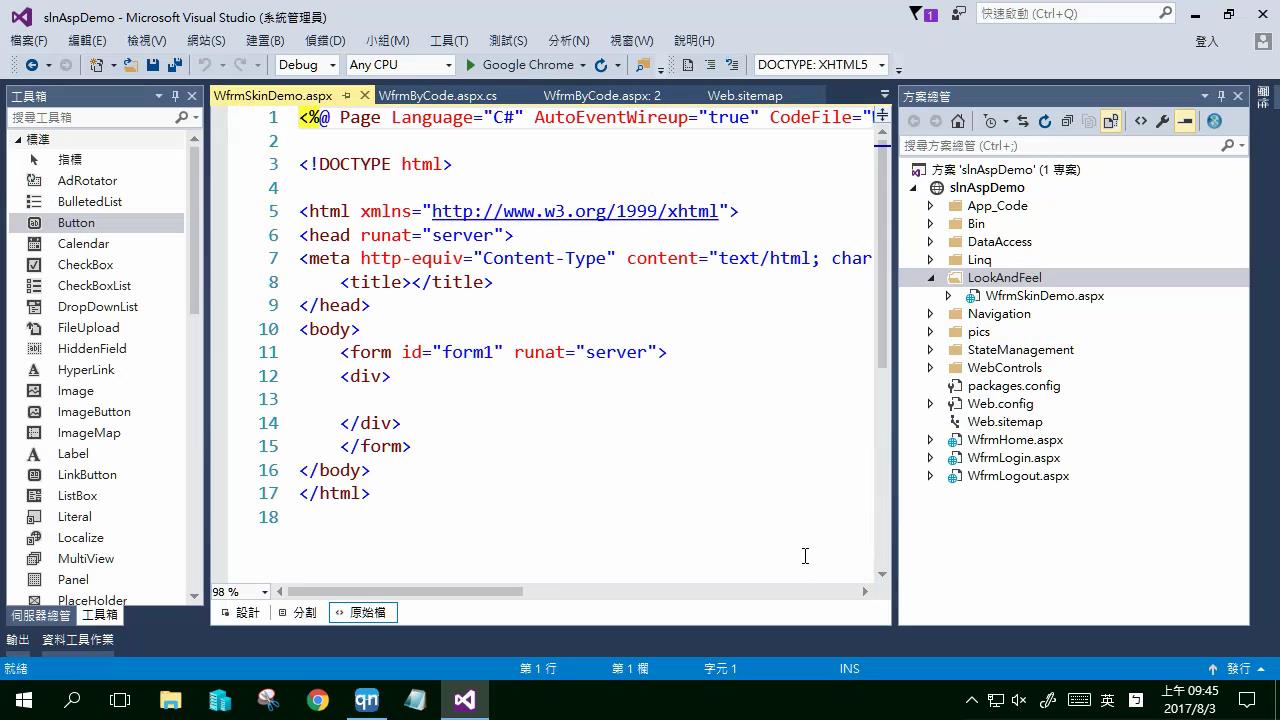 slnAspDemo - Microsoft Visual Studio (系統管理員)
1
快速啟動 (Ctrl+Q)
檔案(F) 編輯(E) 檢視(V) 網站(S) 建置(B) 偵錯(D) 小組(M) 工具(T) 測試(S) 分析(N) 視窗(W) 說明(H)
登入
Debug Any CPU Google Chrome DOCTYPE: XHTML5
工具箱
搜尋工具箱
標準
指標
AdRotator
BulletedList
Button
Calendar
CheckBox
CheckBoxList
DropDownList
FileUpload
HiddenField
HyperLink
Image
ImageButton
ImageMap
Label
LinkButton
ListBox
Literal
Localize
MultiView
Panel
PlaceHolder
伺服器總管 工具箱
WfrmSkinDemo.aspx WfrmByCode.aspx.cs WfrmByCode.aspx: 2 Web.sitemap
1 <%@ Page Language="C#" AutoEventWireup="true" CodeFile="
2
3 <!DOCTYPE html>
4
5 <html xmlns="http://www.w3.org/1999/xhtml">
6 <head runat="server">
7 <meta http-equiv="Content-Type" content="text/html; char
8 <title></title>
9 </head>
10 <body>
11 <form id="form1" runat="server">
12 <div>
13
14 </div>
15 </form>
16 </body>
17 </html>
18
98 %
設計 分割 原始檔
方案總管
搜尋方案總管 (Ctrl+;)
方案 'slnAspDemo' (1 專案)
slnAspDemo
App_Code
Bin
DataAccess
Linq
LookAndFeel
WfrmSkinDemo.aspx
Navigation
pics
StateManagement
WebControls
packages.config
Web.config
Web.sitemap
WfrmHome.aspx
WfrmLogin.aspx
WfrmLogout.aspx
輸出 資料工具作業
就緒 第 1 行 第 1 欄 字元 1 INS 發行
qn
英
上午 09:45
2017/8/3